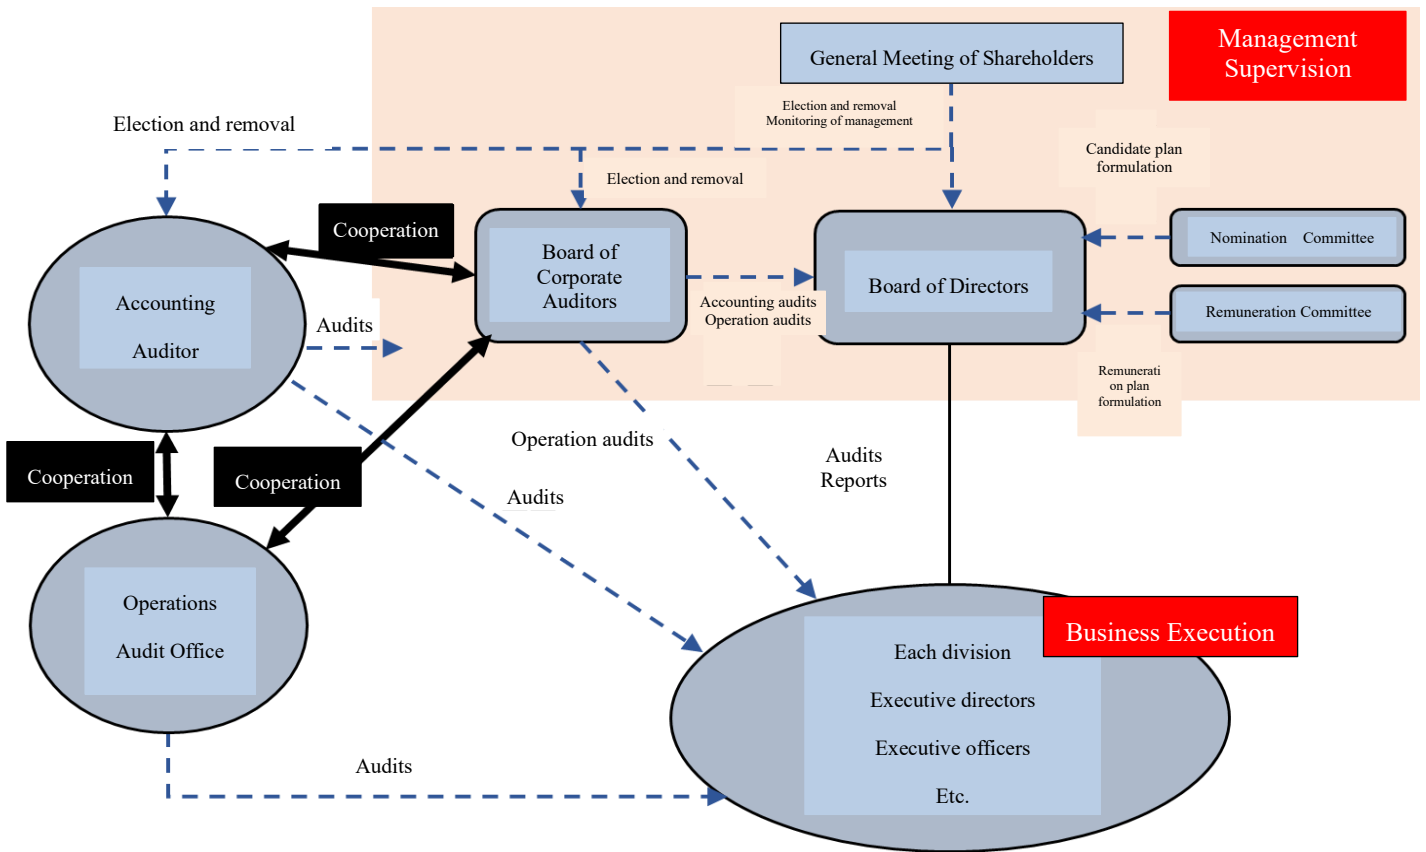 Management
Supervision
General Meeting of Shareholders
Election and removal
Monitoring of management
Election and removal
Candidate plan
formulation
Election and removal
Cooperation
Board of
Corporate
Auditors
Board of Directors
Nomination Committee
Remuneration Committee
Accounting audits
Operation audits
Accounting
Auditor
Audits
Remunerati
on plan
formulation
Operation audits
Audits
Reports
Cooperation
Cooperation
Audits
Operations
Audit Office
Business Execution
Each division
Executive directors
Executive officers
Etc.
Audits